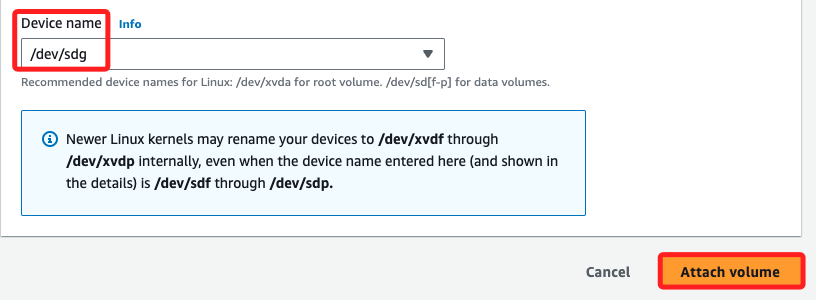 Device name Info
/dev/sdg
Recommended device names for Linux: /dev/xvda for root volume. /dev/sd[f-p] for data volumes.
Newer Linux kernels may rename your devices to /dev/xvdf through
/dev/xvdp internally, even when the device name entered here (and shown in
the details) is /dev/sdf through /dev/sdp.
Cancel Attach volume